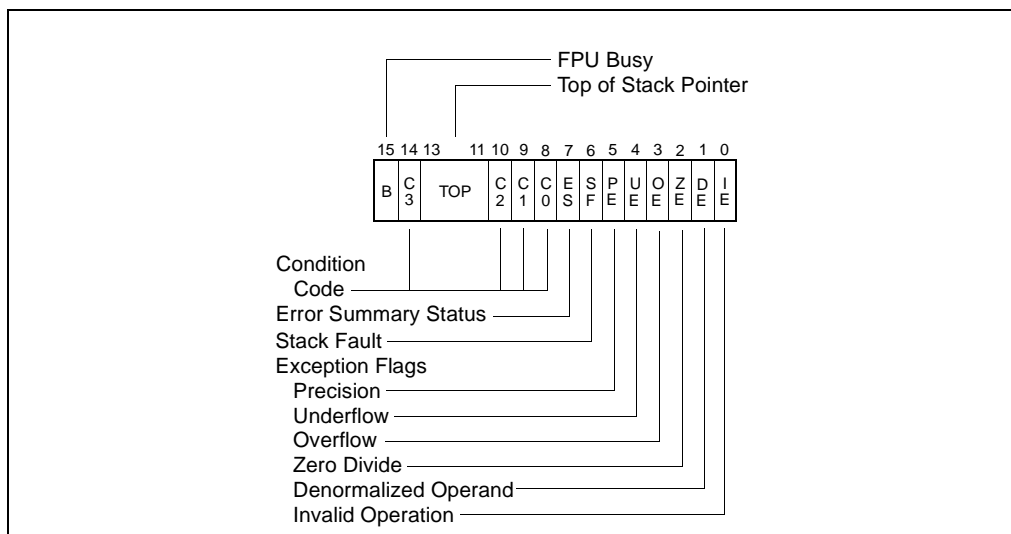 FPU Busy
Top of Stack Pointer
15 14 13 11 10 9 8 7 6 5 4 3 2 1 0
B C3 TOP C2 C1 C0 ES SF PE UE OE ZE DE IE
Condition
Code
Error Summary Status
Stack Fault
Exception Flags
Precision
Underflow
Overflow
Zero Divide
Denormalized Operand
Invalid Operation